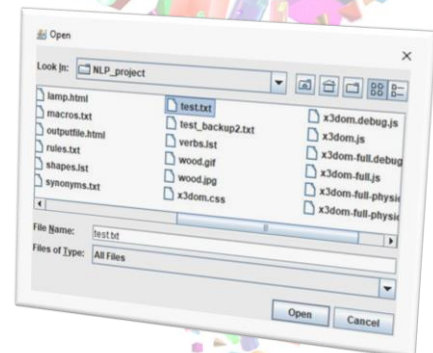 Open
Look In: NLP_project
lamp.html
macros.txt
outputfile.html
rules.txt
shapes.lst
synonyms.txt
test.txt
test_backup2.txt
verbs.lst
wood.gif
wood.jpg
x3dom.css
x3dom.debug.js
x3dom.js
x3dom-full.debug
x3dom-full.js
x3dom-full-physic
x3dom-full-physic
File Name: test.txt
Files of Type: All Files
Open Cancel